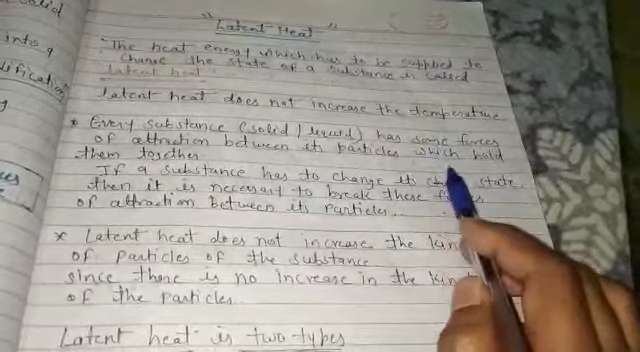 solid
into g
" Latent Heat "
The heat energy which has to be supplied to
change the state of a substance is called
latent heat.
Latent heat does not increase the temperature
* Every substance (solid / liquid) has some forces
of attraction between its particles which hold
them together
If a substance has to change its state
then it is necessary to break these
of attraction between its particles.
* Latent heat does not increase the kin
of particles of the substance
since there is no increase in the kin
of the particles.
Latent heat is two types